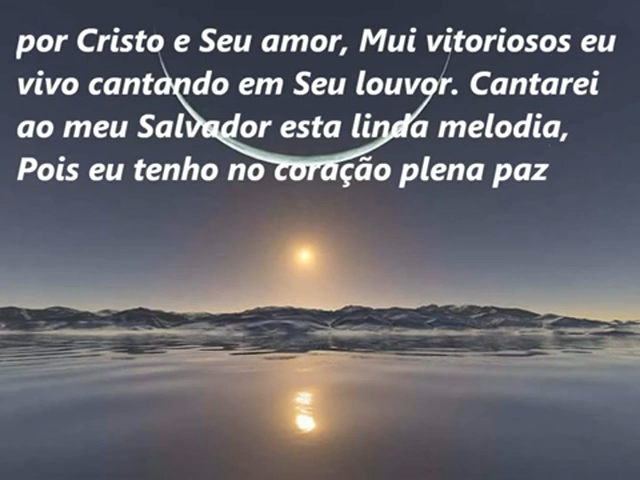 por Cristo e Seu amor, Mui vitoriosos eu
vivo cantando em Seu louvor. Cantarei
ao meu Salvador esta linda melodia,
Pois eu tenho no coração plena paz